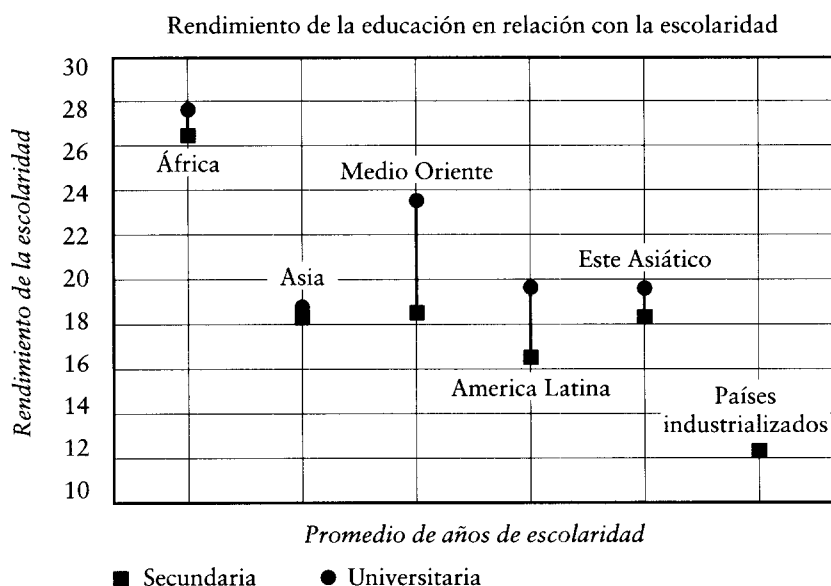 Rendimiento de la educación en relación con la escolaridad
Rendimiento de la escolaridad
30
28
26
24
22
20
18
16
14
12
10
África
Asia
Medio Oriente
America Latina
Este Asiático
Países
industrializados
Promedio de años de escolaridad
Secundaria
Universitaria